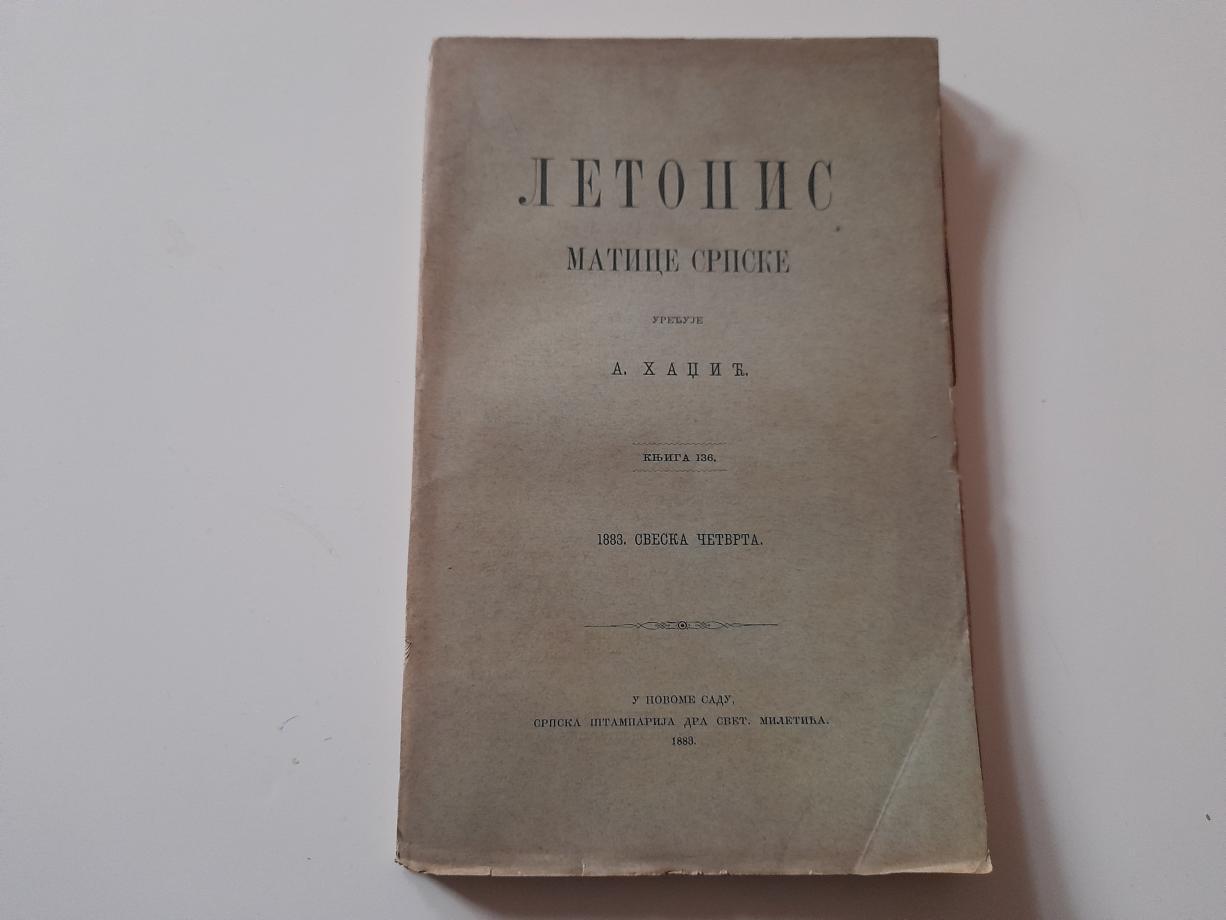 ЛЕТОПИС
МАТИЦЕ СРПСКЕ
УРЕЂУЈЕ
А. ХАЏИЋ.
КЊИГА 136.
1883. СВЕСКА ЧЕТВРТА.
У НОВОМЕ САДУ,
СРПСКА ШТАМПАРИЈА ДРА СВЕТ. МИЛЕТИЋА.
1883.